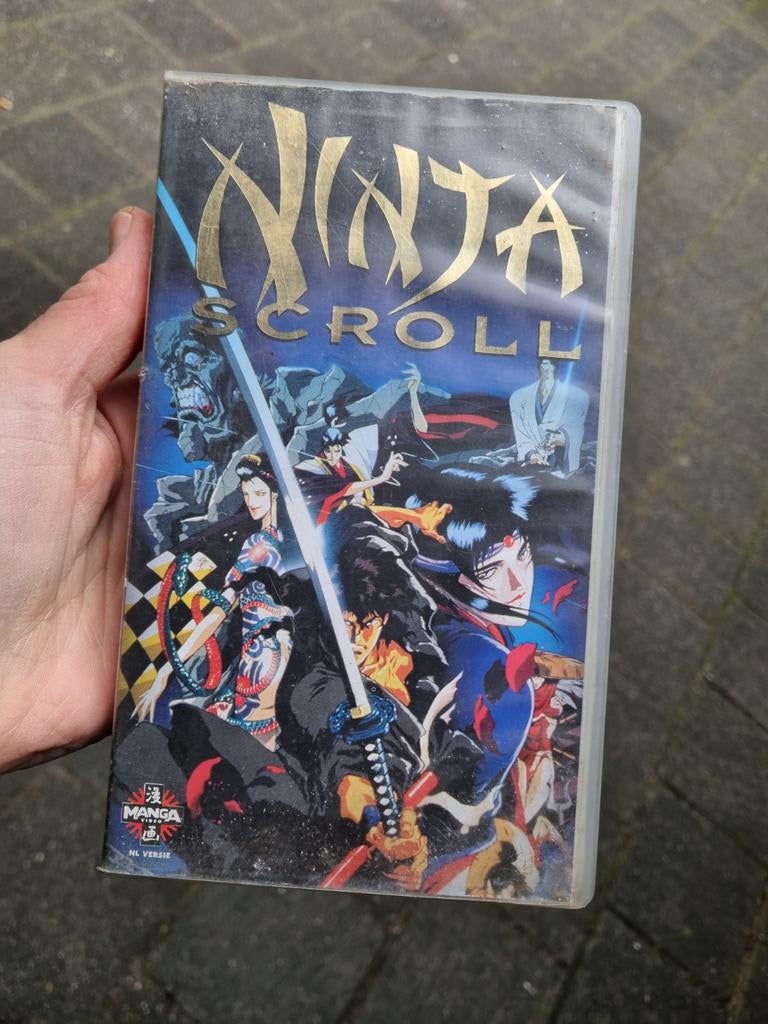 NINJA
SCROLL
漫
MANGA
VIDEO
画
NL VERSIE